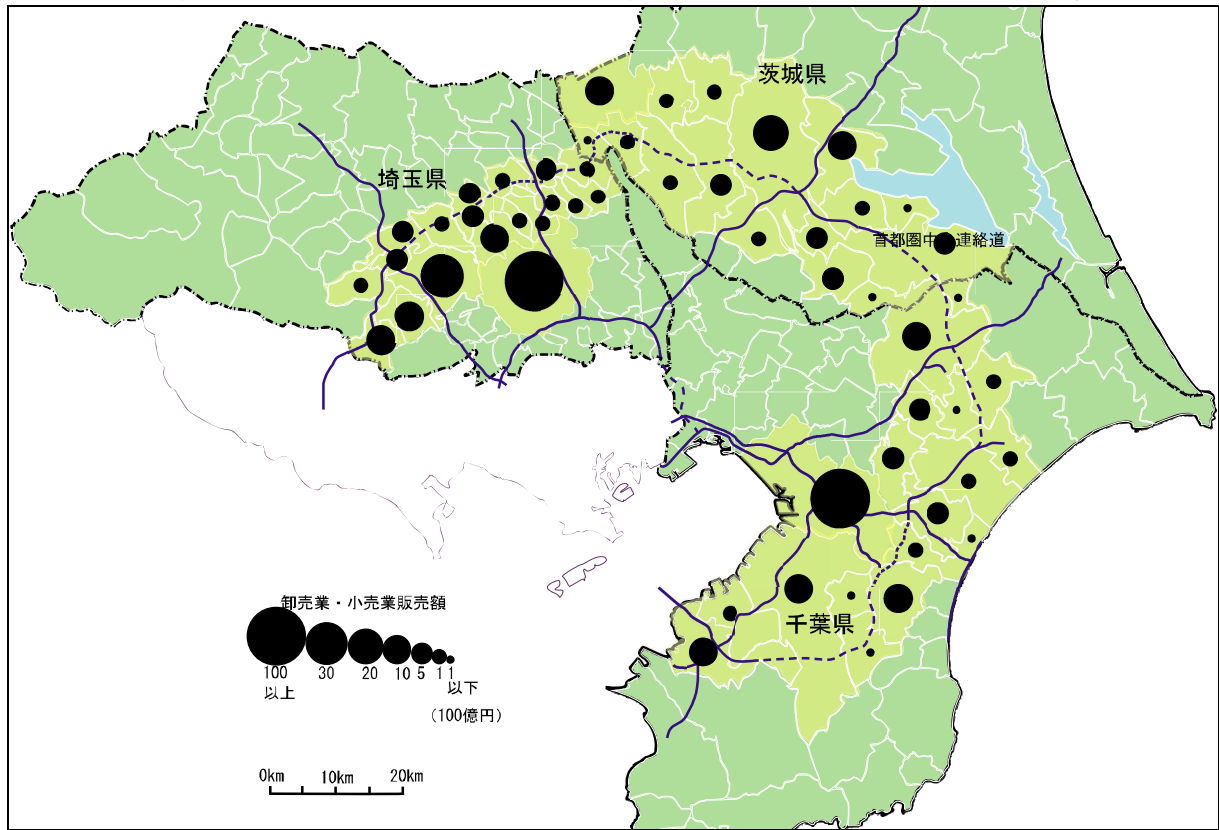 茨城県
埼玉県
首都圏中 連絡道
千葉県
卸売業・小売業販売額
100 30 20 10 5 1 1
以上 以下
(100億円)
0km 10km 20km